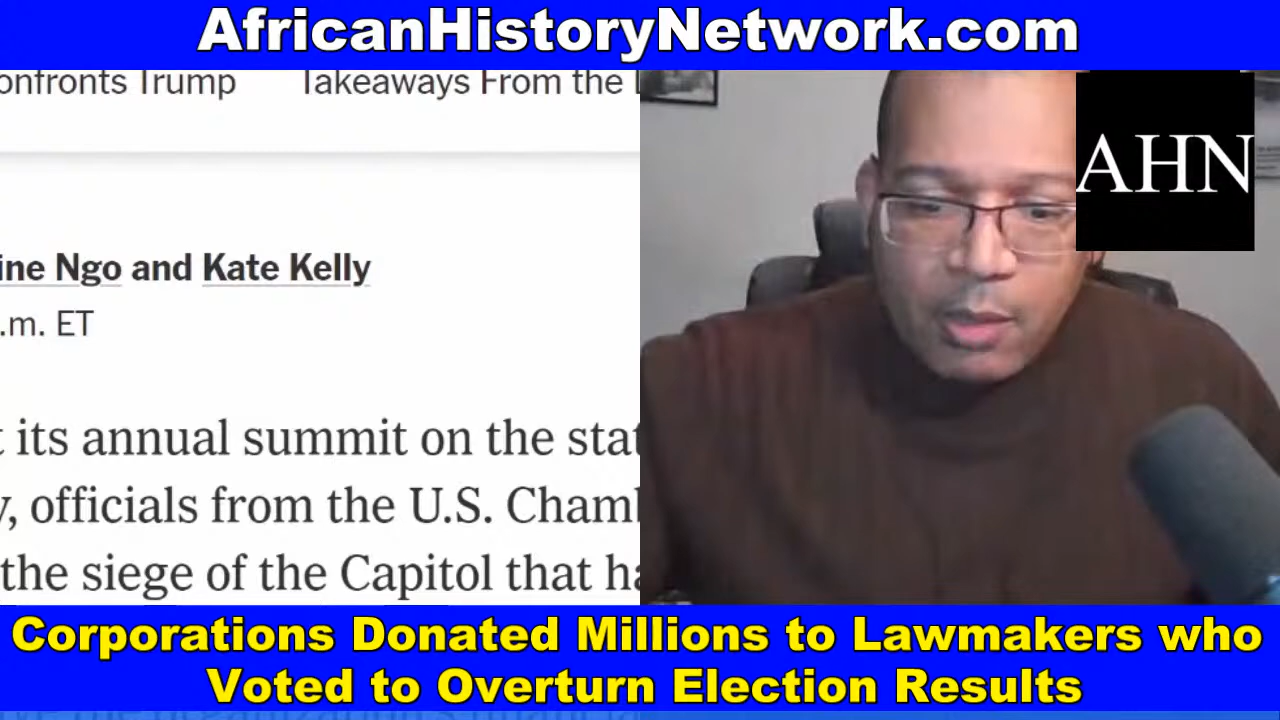 AfricanHistoryNetwork.com
onfronts Trump Takeaways From the
AHN
ine Ngo and Kate Kelly
.m. ET
its annual summit on the stat
y, officials from the U.S. Chaml
the siege of the Capitol that ha
Corporations Donated Millions to Lawmakers who
Voted to Overturn Election Results